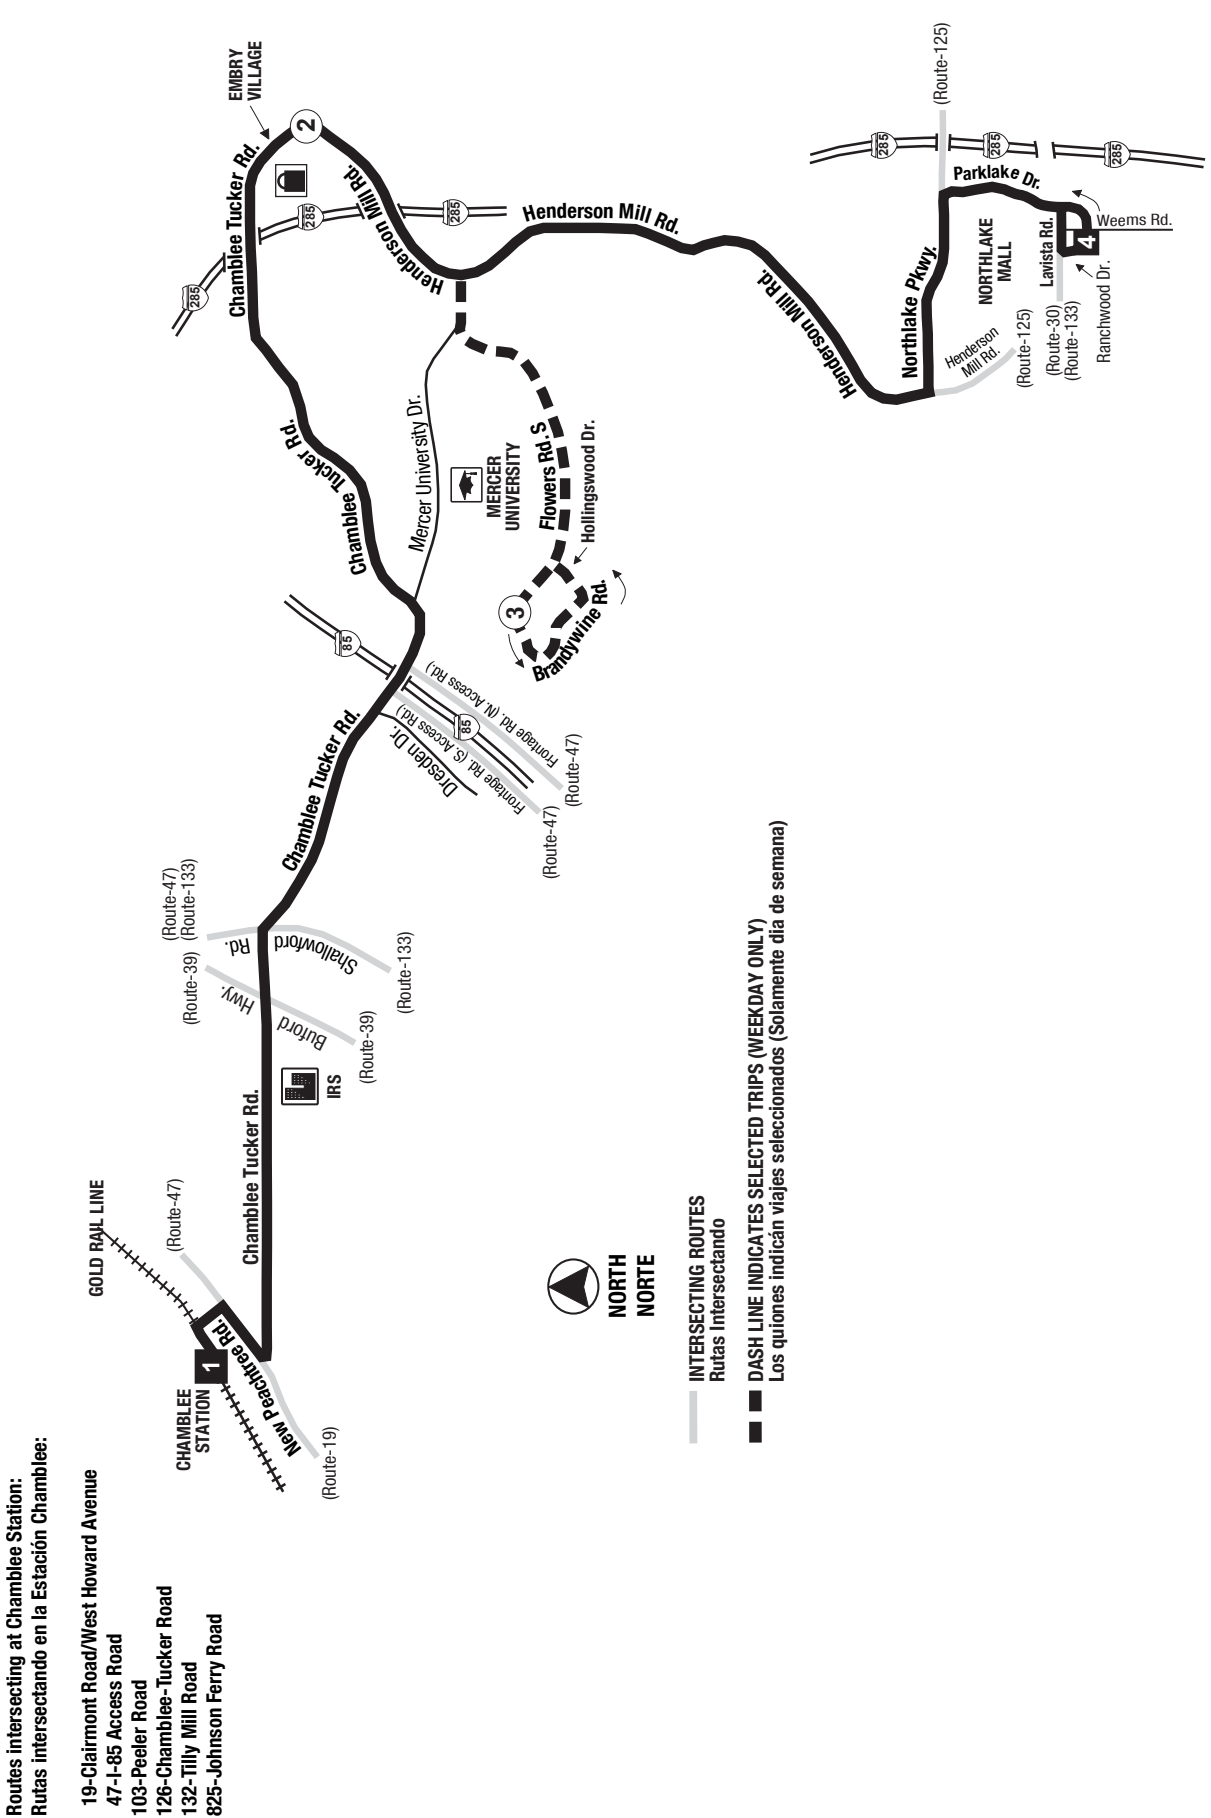 Routes intersecting at Chamblee Station:
Rutas intersectando en la Estación Chamblee:
19-Clairmont Road/West Howard Avenue
47-I-85 Access Road
103-Peeler Road
126-Chamblee-Tucker Road
132-Tilly Mill Road
825-Johnson Ferry Road
GOLD RAIL LINE
CHAMBLEE
STATION
1
New Peachtree Rd.
(Route-19)
(Route-47)
Chamblee Tucker Rd.
IRS
Buford Hwy.
(Route-39)
(Route-39)
Shallowford Rd.
(Route-47)
(Route-133)
(Route-133)
Chamblee Tucker Rd.
Dresden Dr.
Frontage Rd. (S. Access Rd.)
Frontage Rd. (N. Access Rd.)
(Route-47)
(Route-47)
85
85
Chamblee Tucker Rd.
Mercer University Dr.
MERCER
UNIVERSITY
3
Brandywine Rd.
Hollingswood Dr.
Flowers Rd. S
285
Chamblee Tucker Rd.
285
EMBRY
VILLAGE
2
Henderson Mill Rd.
285
Henderson
Henderson Mill Rd.
Henderson Mill Rd.
Henderson Mill Rd.
Northlake Pkwy.
Henderson
Mill Rd.
(Route-125)
(Route-125)
285
285
285
Parklake Dr.
NORTHLAKE
MALL
Lavista Rd.
(Route-30)
(Route-133)
4
Weems Rd.
Ranchwood Dr.
NORTH
NORTE
INTERSECTING ROUTES
Rutas Intersectando
DASH LINE INDICATES SELECTED TRIPS (WEEKDAY ONLY)
Los quiones indicán viajes seleccionados (Solamente dia de semana)